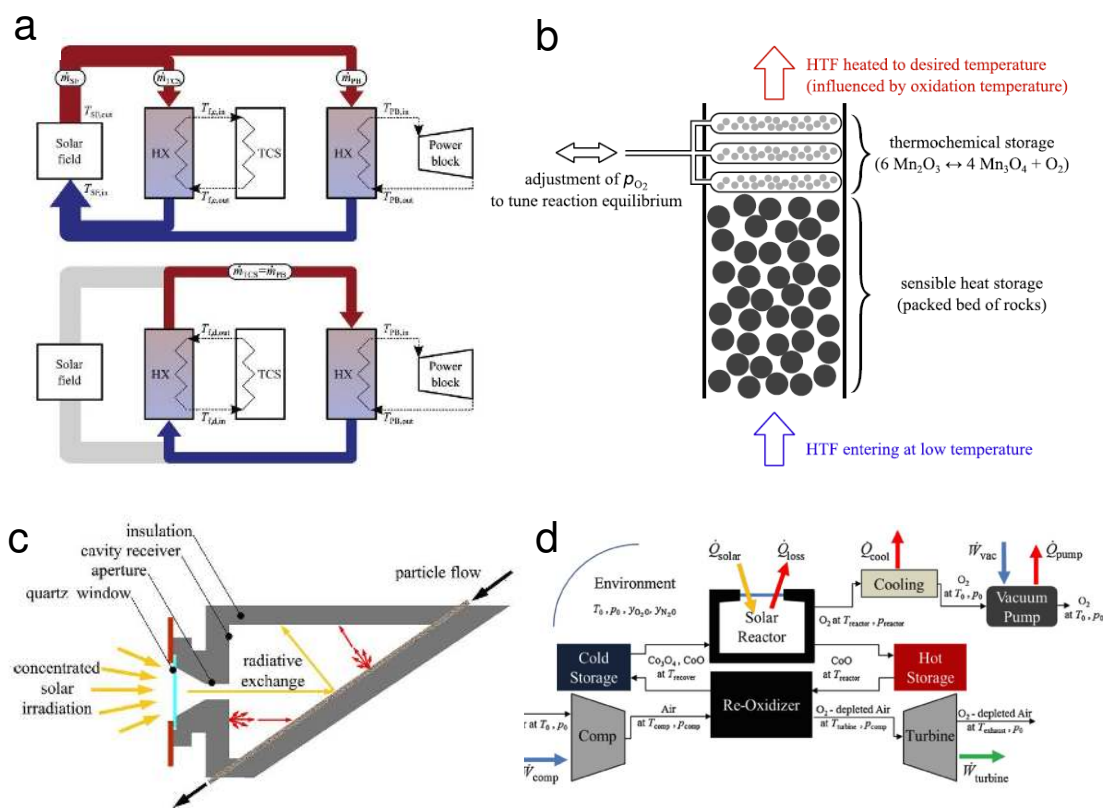 a
ṁSF
ṁTCS
ṁPB
TSF,out
Solar
field
TSF,in
HX
Tf,c,in
TCS
Tf,c,out
HX
TPB,in
Power
block
TPB,out
ṁTCS=ṁPB
Solar
field
HX
Tf,d,out
TCS
Tf,d,in
HX
TPB,in
Power
block
TPB,out
b
HTF heated to desired temperature
(influenced by oxidation temperature)
adjustment of pO2
to tune reaction equilibrium
thermochemical storage
(6 Mn2O3 ↔ 4 Mn3O4 + O2)
sensible heat storage
(packed bed of rocks)
HTF entering at low temperature
c
insulation
cavity receiver
aperture
quartz window
particle flow
concentrated
solar
irradiation
radiative
exchange
d
Environment
T0 , p0 , yO2,0, yN2,0
Q̇solar
Q̇loss
Q̇cool
Ẇvac
Q̇pump
Solar
Reactor
Cooling
O2
at T0 , p0
Vacuum
Pump
O2
at T0 , p0
O2 at Treactor , preactor
Cold
Storage
Co3O4, CoO
at Trecover
CoO
at Treactor
Hot
Storage
Re-Oxidizer
r at T0 , p0
Comp
Air
at Tcomp , pcomp
O2 - depleted Air
at Tturbine , pcomp
Turbine
O2 - depleted Air
at Texhaust , p0
Ẇcomp
Ẇturbine